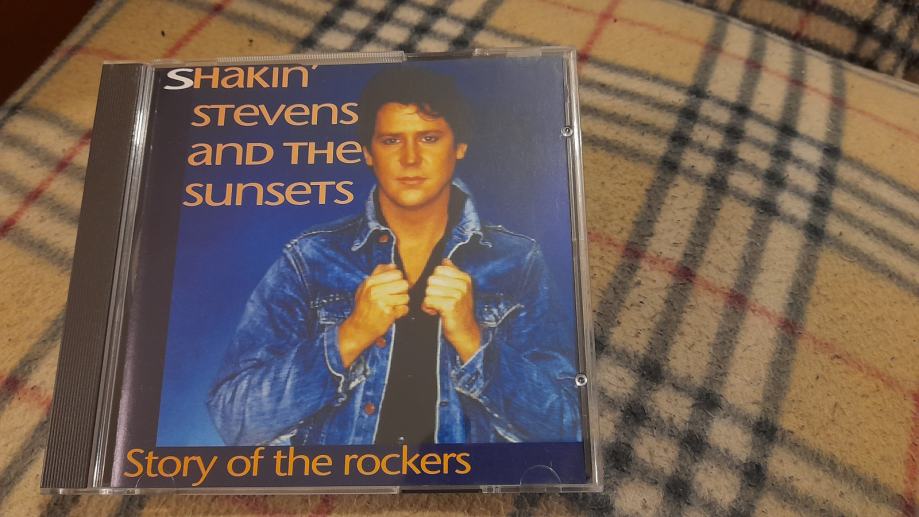 SHakin'
stevens
and THe
sunsets
Story of the rockers